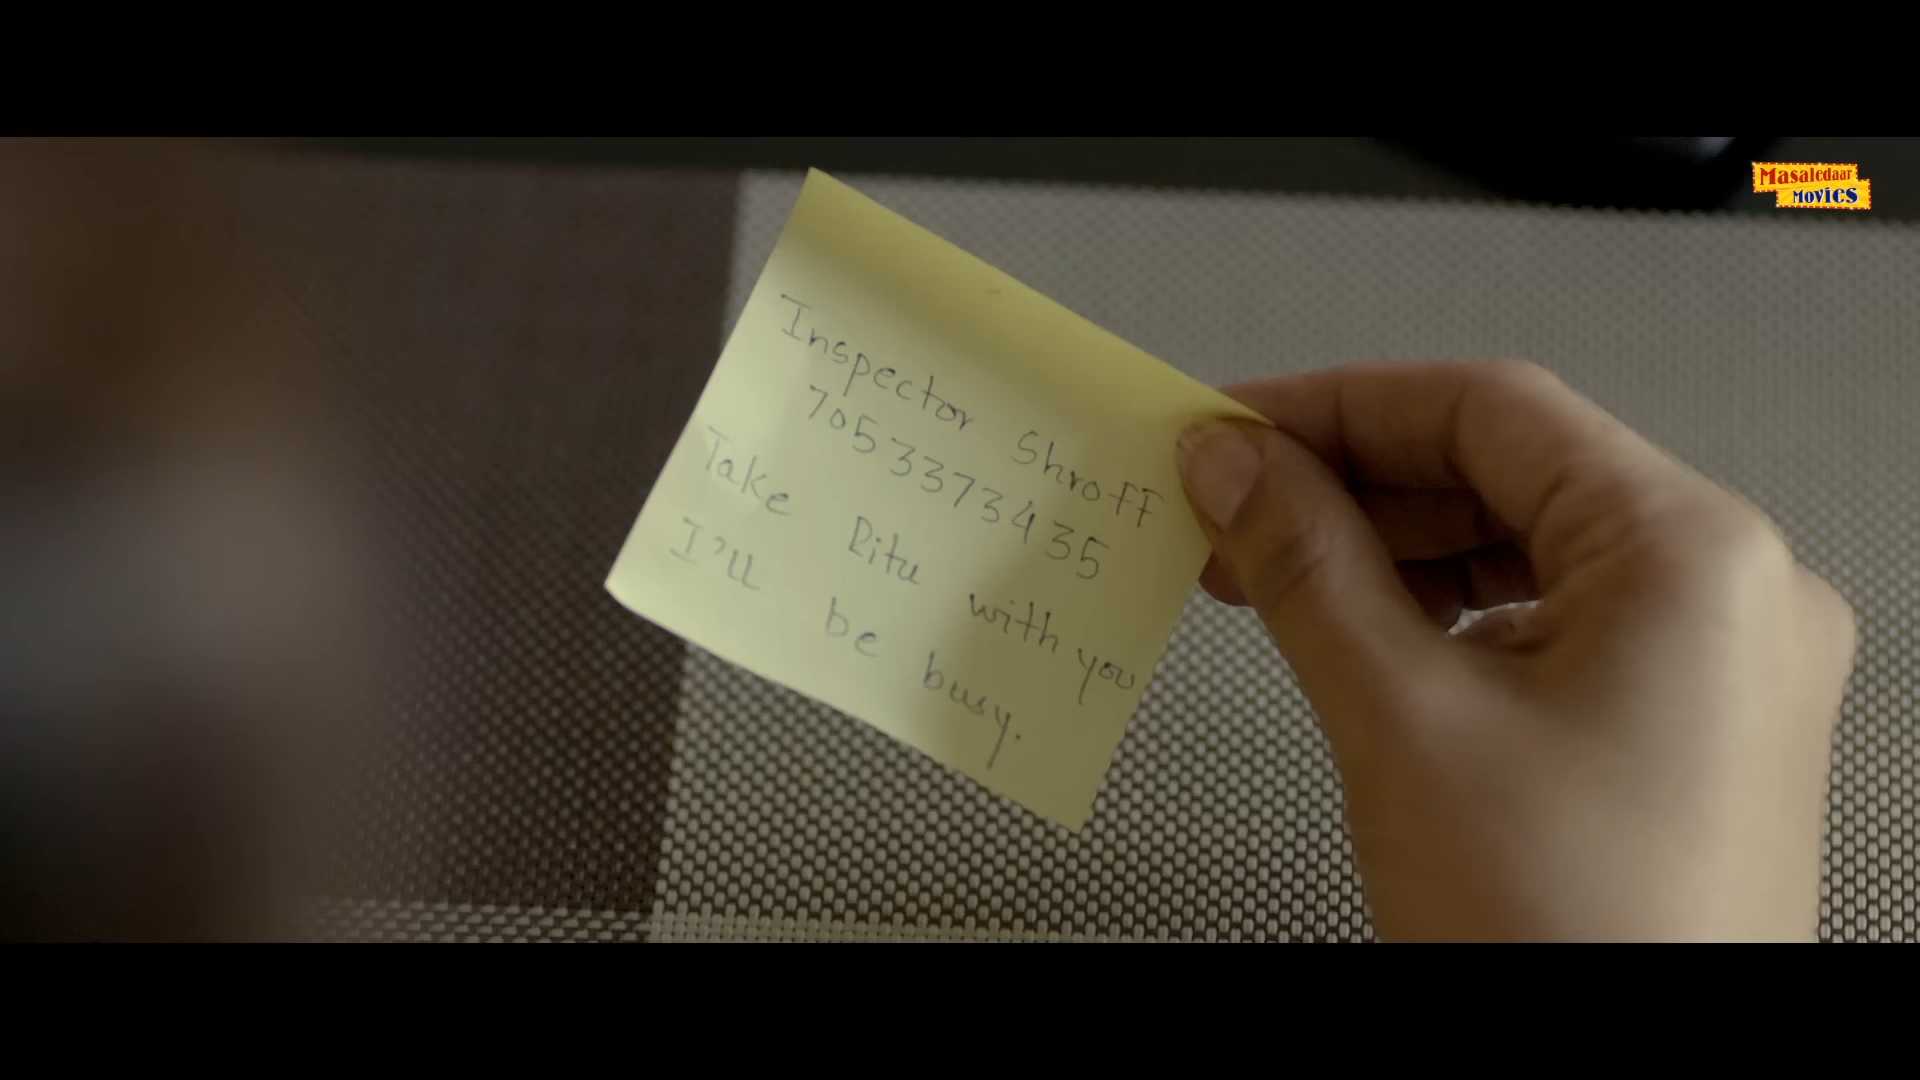 Masaledaar
Movies
Inspector Shroff
7053373435
Take Ritu with you
I'll be busy.